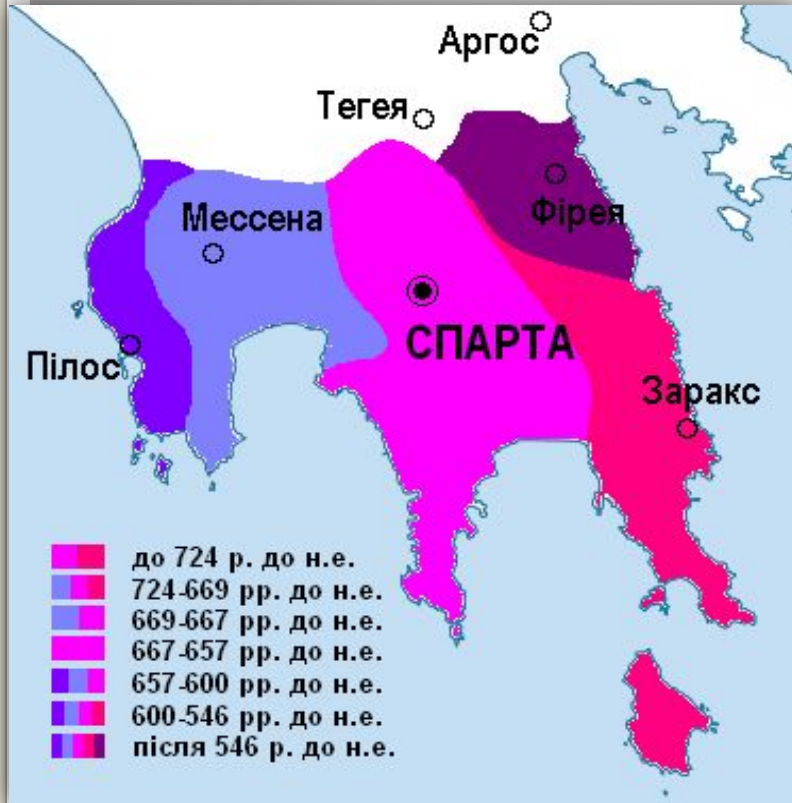 Аргос
Тегея
Мессена
Фірея
СПАРТА
Пілос
Заракс
до 724 р. до н.е.
724-669 рр. до н.е.
669-667 рр. до н.е.
667-657 рр. до н.е.
657-600 рр. до н.е.
600-546 рр. до н.е.
після 546 р. до н.е.